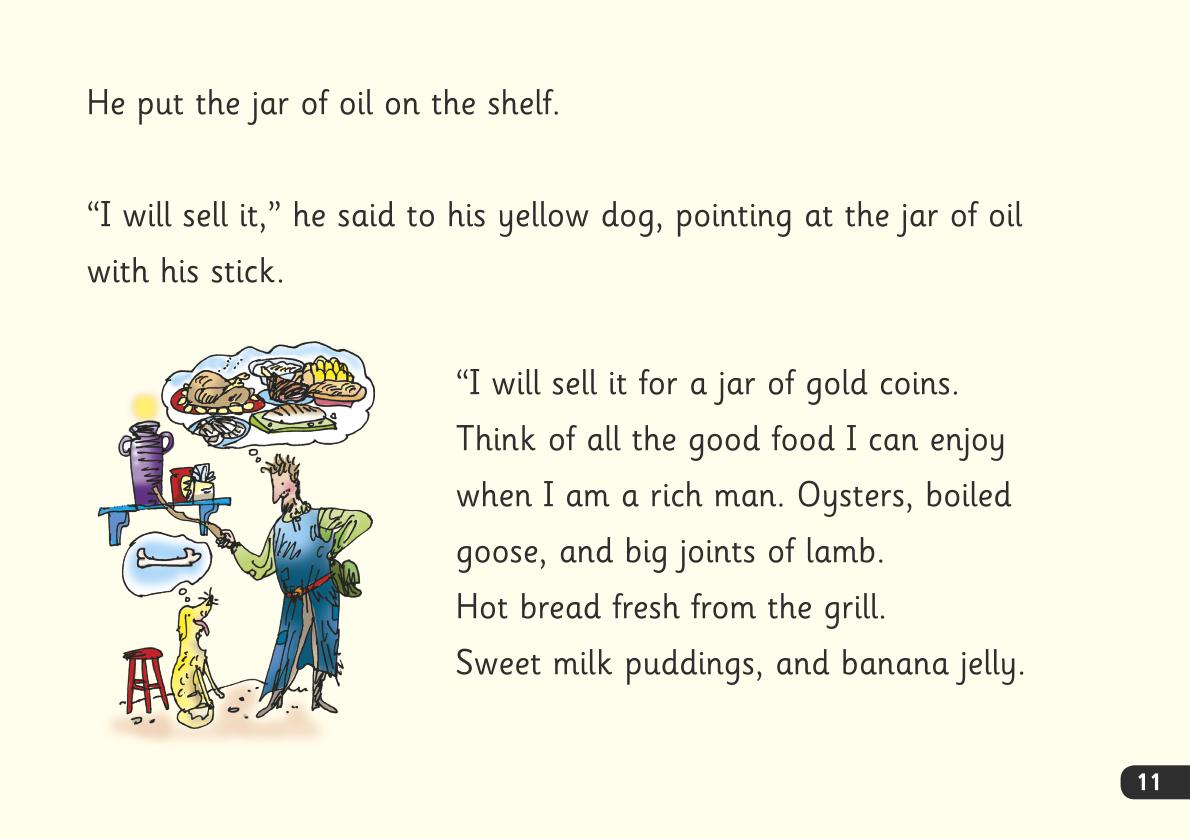 He put the jar of oil on the shelf.
“I will sell it,” he said to his yellow dog, pointing at the jar of oil
with his stick.
“I will sell it for a jar of gold coins.
Think of all the good food I can enjoy
when I am a rich man. Oysters, boiled
goose, and big joints of lamb.
Hot bread fresh from the grill.
Sweet milk puddings, and banana jelly.
11